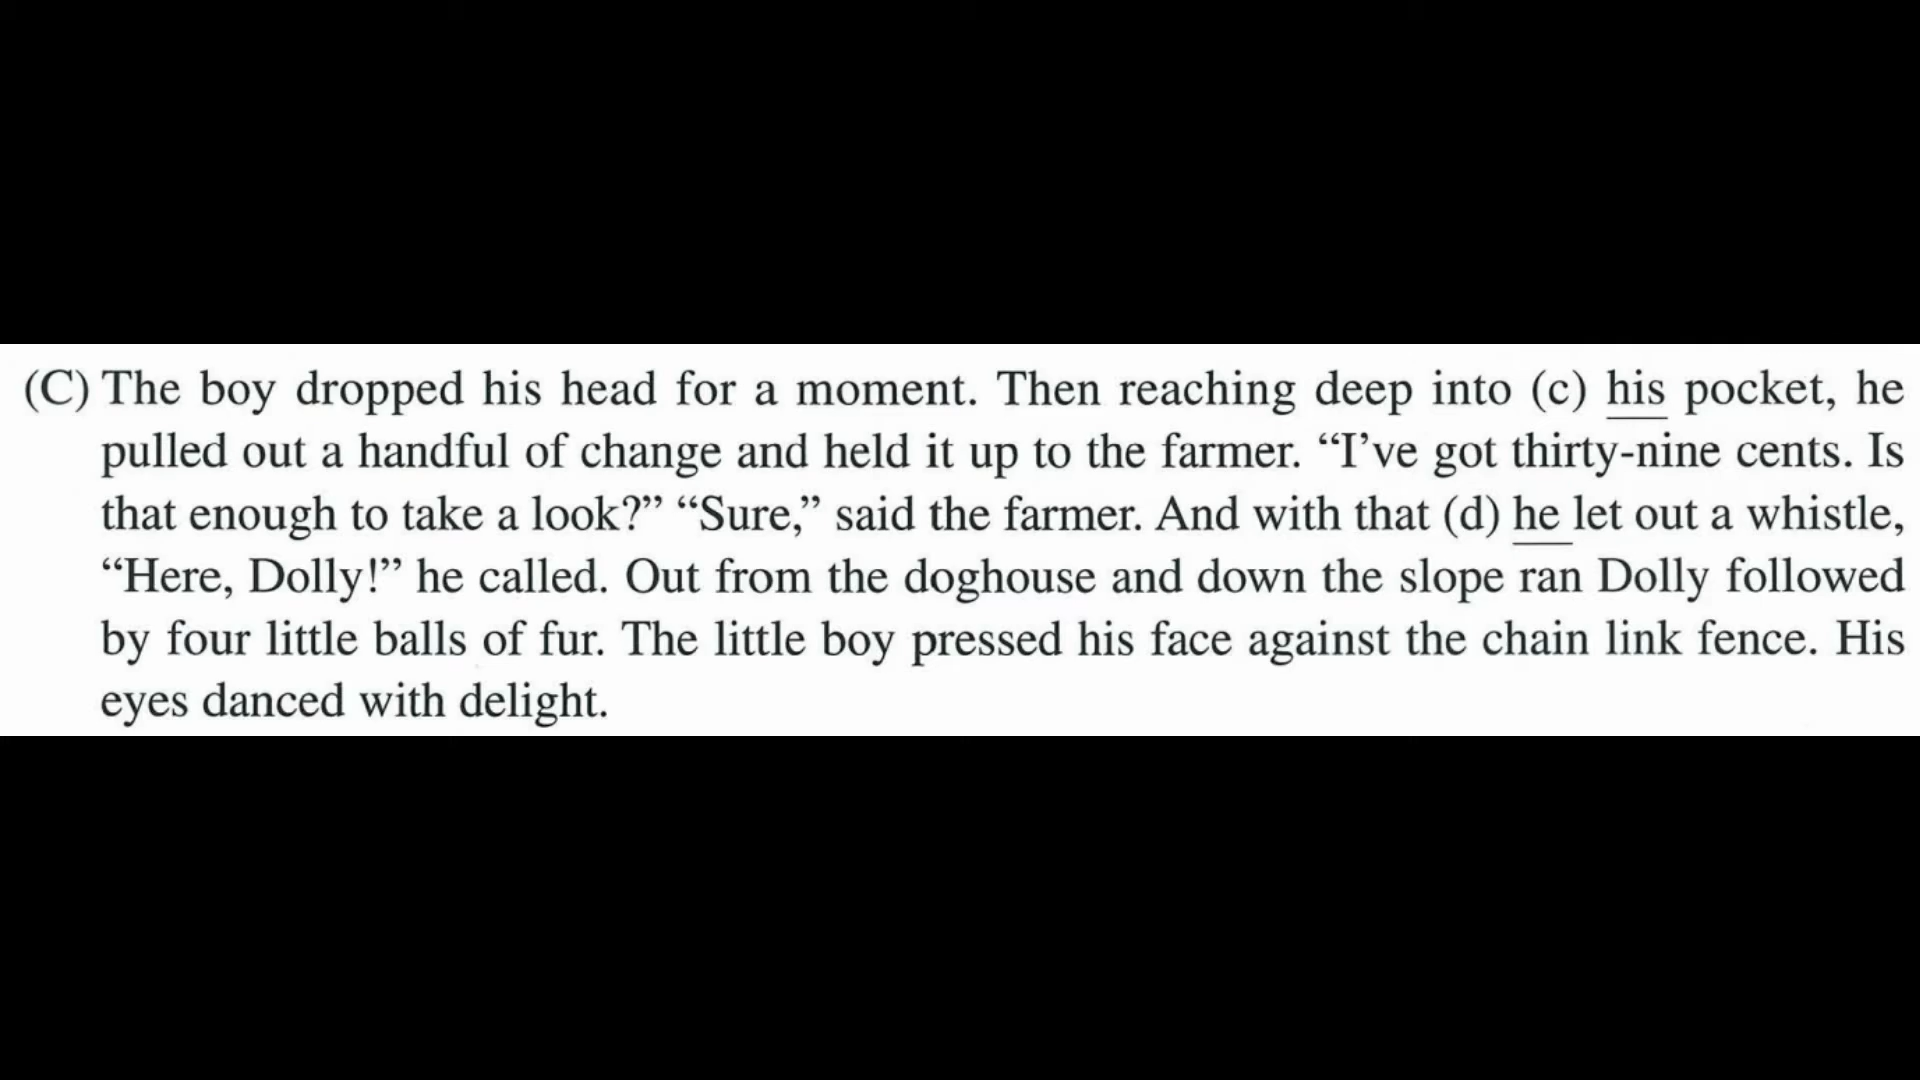 (C) The boy dropped his head for a moment. Then reaching deep into (c) his pocket, he
pulled out a handful of change and held it up to the farmer. “I’ve got thirty-nine cents. Is
that enough to take a look?” “Sure,” said the farmer. And with that (d) he let out a whistle,
“Here, Dolly!” he called. Out from the doghouse and down the slope ran Dolly followed
by four little balls of fur. The little boy pressed his face against the chain link fence. His
eyes danced with delight.